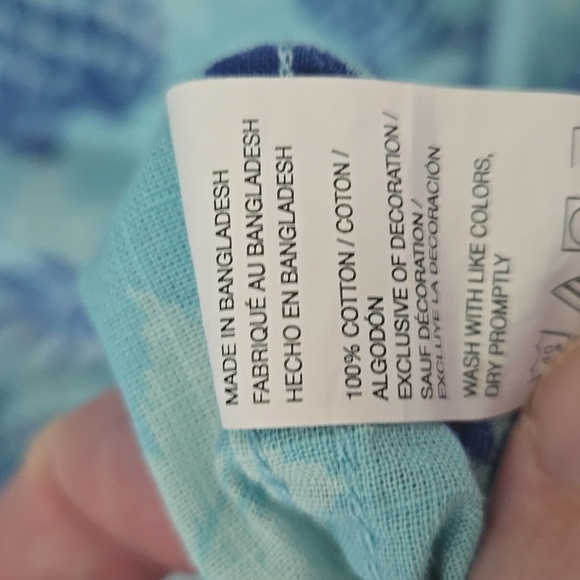 MADE IN BANGLADESH
FABRIQUÉ AU BANGLADESH
HECHO EN BANGLADESH
100% COTTON / COTON /
ALGODÓN
EXCLUSIVE OF DECORATION /
SAUF DÉCORATION /
EXCLUYE LA DECORACIÓN
WASH WITH LIKE COLORS,
DRY PROMPTLY